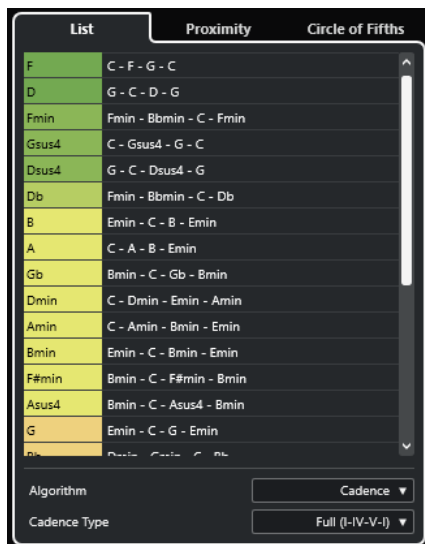 List Proximity Circle of Fifths
F C - F - G - C
D G - C - D - G
Fmin Fmin - Bbmin - C - Fmin
Gsus4 C - Gsus4 - G - C
Dsus4 G - C - Dsus4 - G
Db Fmin - Bbmin - C - Db
B Emin - C - B - Emin
A C - A - B - Emin
Gb Bmin - C - Gb - Bmin
Dmin C - Dmin - Emin - Amin
Amin C - Amin - Bmin - Emin
Bmin Emin - C - Bmin - Emin
F#min Bmin - C - F#min - Bmin
Asus4 Bmin - C - Asus4 - Bmin
G Emin - C - G - Emin
Algorithm Cadence
Cadence Type Full (I-IV-V-I)